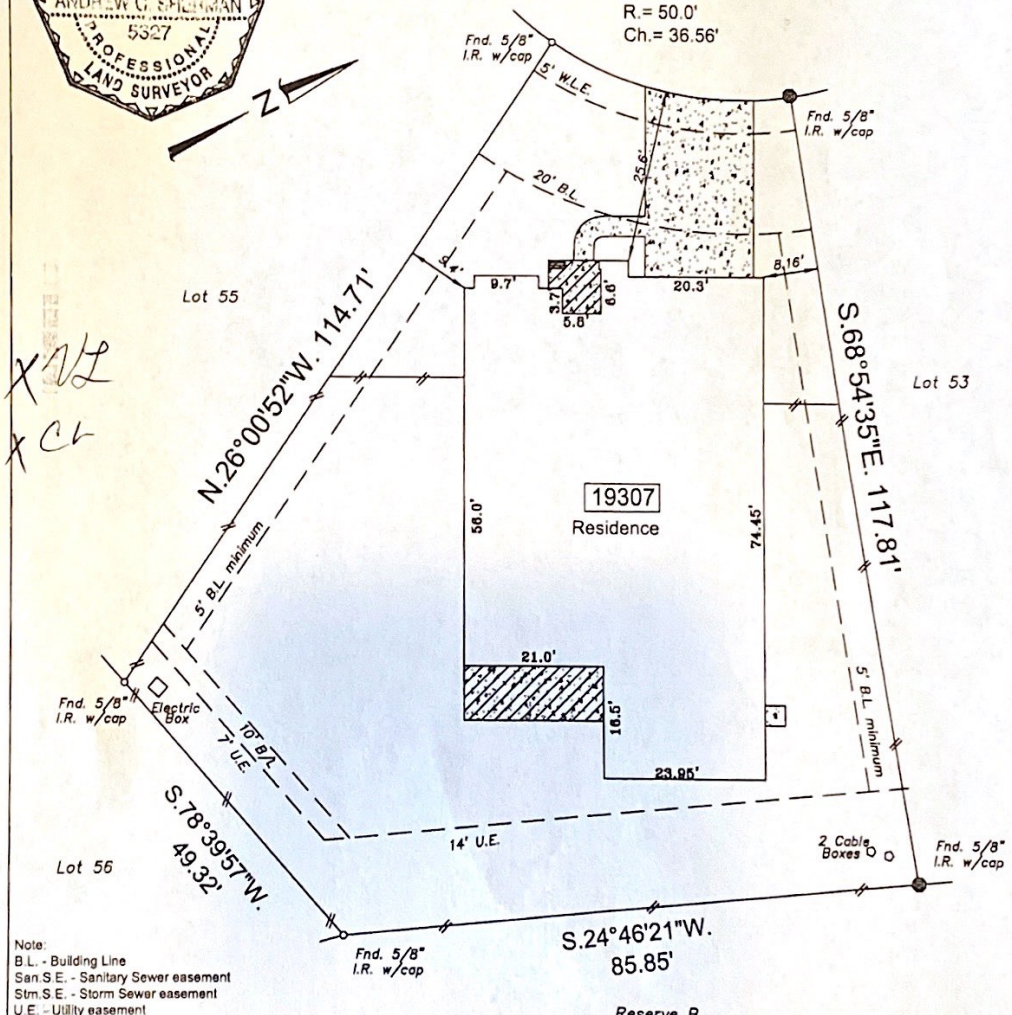 ANDREW G. SHERMAN
5327
PROFESSIONAL
LAND SURVEYOR
N
R.= 50.0'
Ch.= 36.56'
Fnd. 5/8"
I.R. w/cap
5' W.L.E.
Fnd. 5/8"
I.R. w/cap
25.6'
20' B.L.
8.16'
9.7'
3.7'
6.6'
5.8'
20.3'
Lot 55
N.26°00'52"W. 114.71'
S.68°54'35"E. 117.81'
Lot 53
19307
Residence
56.0'
74.45'
5' B.L. minimum
21.0'
16.5'
23.95'
5' B.L. minimum
Fnd. 5/8"
I.R. w/cap
Electric
Box
10' B/L
7' U.E.
14' U.E.
S.78°39'57"W.
49.32'
Lot 56
2 Cable
Boxes
Fnd. 5/8"
I.R. w/cap
Fnd. 5/8"
I.R. w/cap
S.24°46'21"W.
85.85'
Note:
B.L. - Building Line
San.S.E. - Sanitary Sewer easement
Stm.S.E. - Storm Sewer easement
U.E. - Utility easement
Reserve B